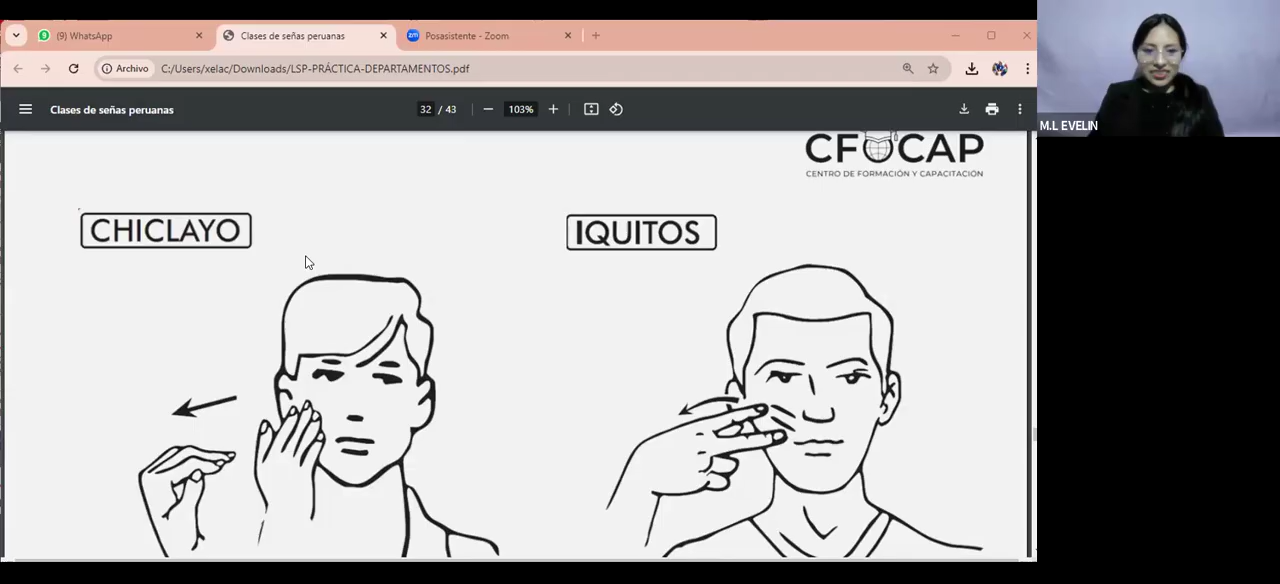 (9) WhatsApp
Clases de señas peruanas
Posasistente - Zoom
Archivo
C:/Users/xelac/Downloads/LSP-PRÁCTICA-DEPARTAMENTOS.pdf
Clases de señas peruanas
32 / 43
103%
M.L EVELIN
CFOCAP
CENTRO DE FORMACIÓN Y CAPACITACIÓN
CHICLAYO
IQUITOS